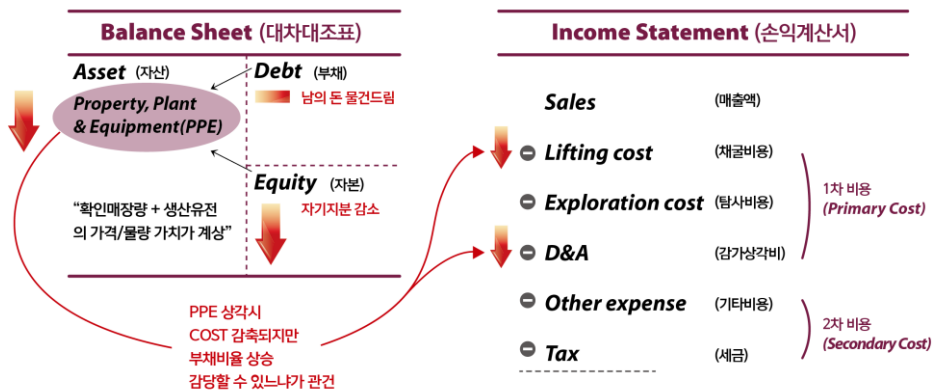 Balance Sheet (대차대조표)
Asset (자산)
Property, Plant
& Equipment(PPE)
Debt (부채)
남의 돈 물건드림
Equity (자본)
자기지분 감소
“확인매장량 + 생산유전
의 가격/물량 가치가 계상”
PPE 상각시
COST 감축되지만
부채비율 상승
감당할 수 있느냐가 관건
Income Statement (손익계산서)
Sales (매출액)
Lifting cost (채굴비용)
Exploration cost (탐사비용)
D&A (감가상각비)
1차 비용
(Primary Cost)
Other expense (기타비용)
Tax (세금)
2차 비용
(Secondary Cost)